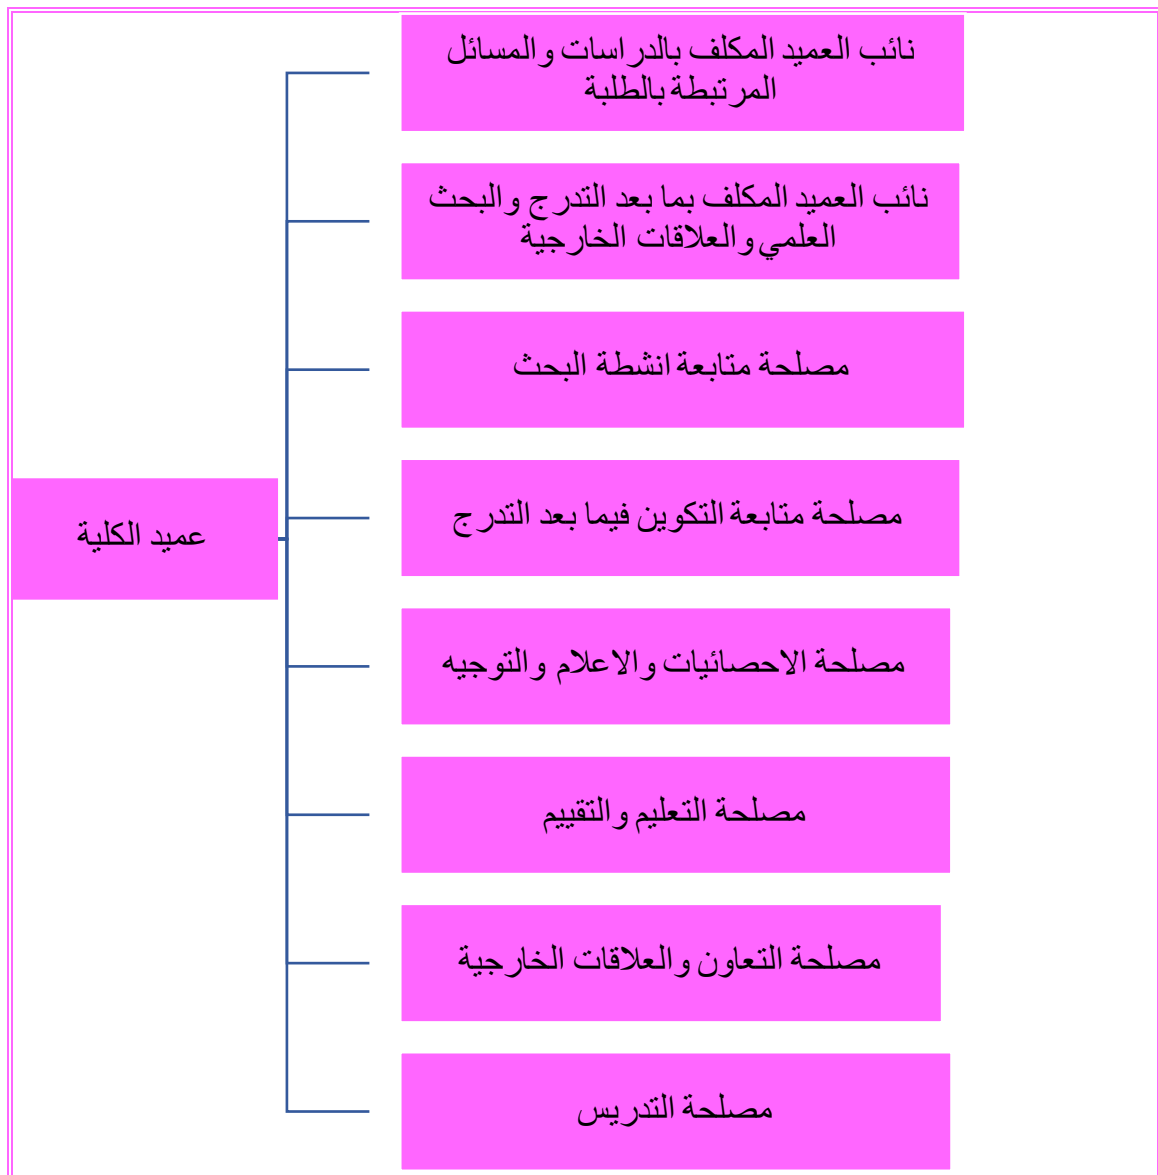 نائب العميد المكلف بالدراسات والمسائل
المرتبطة بالطلبة
نائب العميد المكلف بما بعد التدرج والبحث
العلمي والعلاقات الخارجية
مصلحة متابعة انشطة البحث
مصلحة متابعة التكوين فيما بعد التدرج
عميد الكلية
مصلحة الاحصائيات والاعلام والتوجيه
مصلحة التعليم والتقييم
مصلحة التعاون والعلاقات الخارجية
مصلحة التدريس